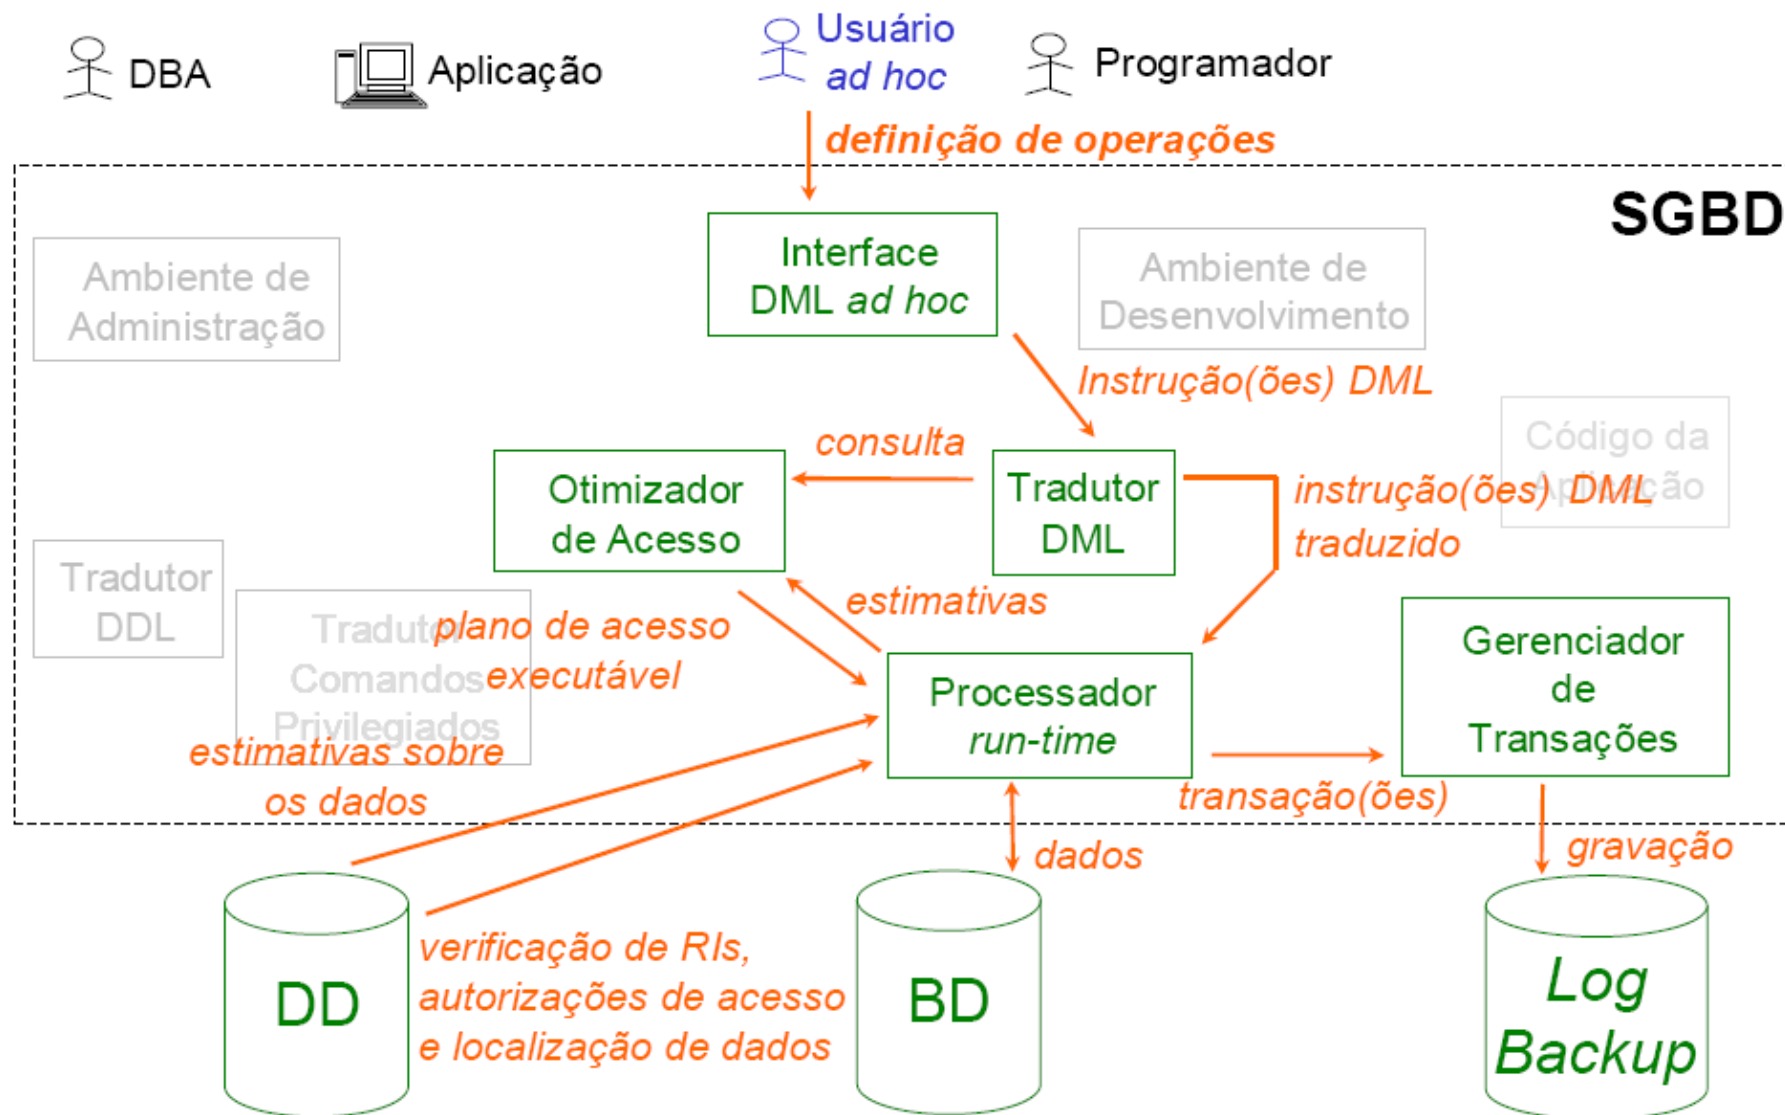 DBA
Aplicação
Usuário
ad hoc
Programador
definição de operações
SGBD
Ambiente de
Administração
Interface
DML ad hoc
Ambiente de
Desenvolvimento
Instrução(ões) DML
consulta
Código da
Aplicação
Otimizador
de Acesso
Tradutor
DML
instrução(ões) DML
traduzido
Tradutor
DDL
Tradutor
Comandos
Privilegiados
plano de acesso
executável
estimativas
Processador
run-time
Gerenciador
de
Transações
estimativas sobre
os dados
transação(ões)
dados
gravação
DD
verificação de RIs,
autorizações de acesso
e localização de dados
BD
Log
Backup